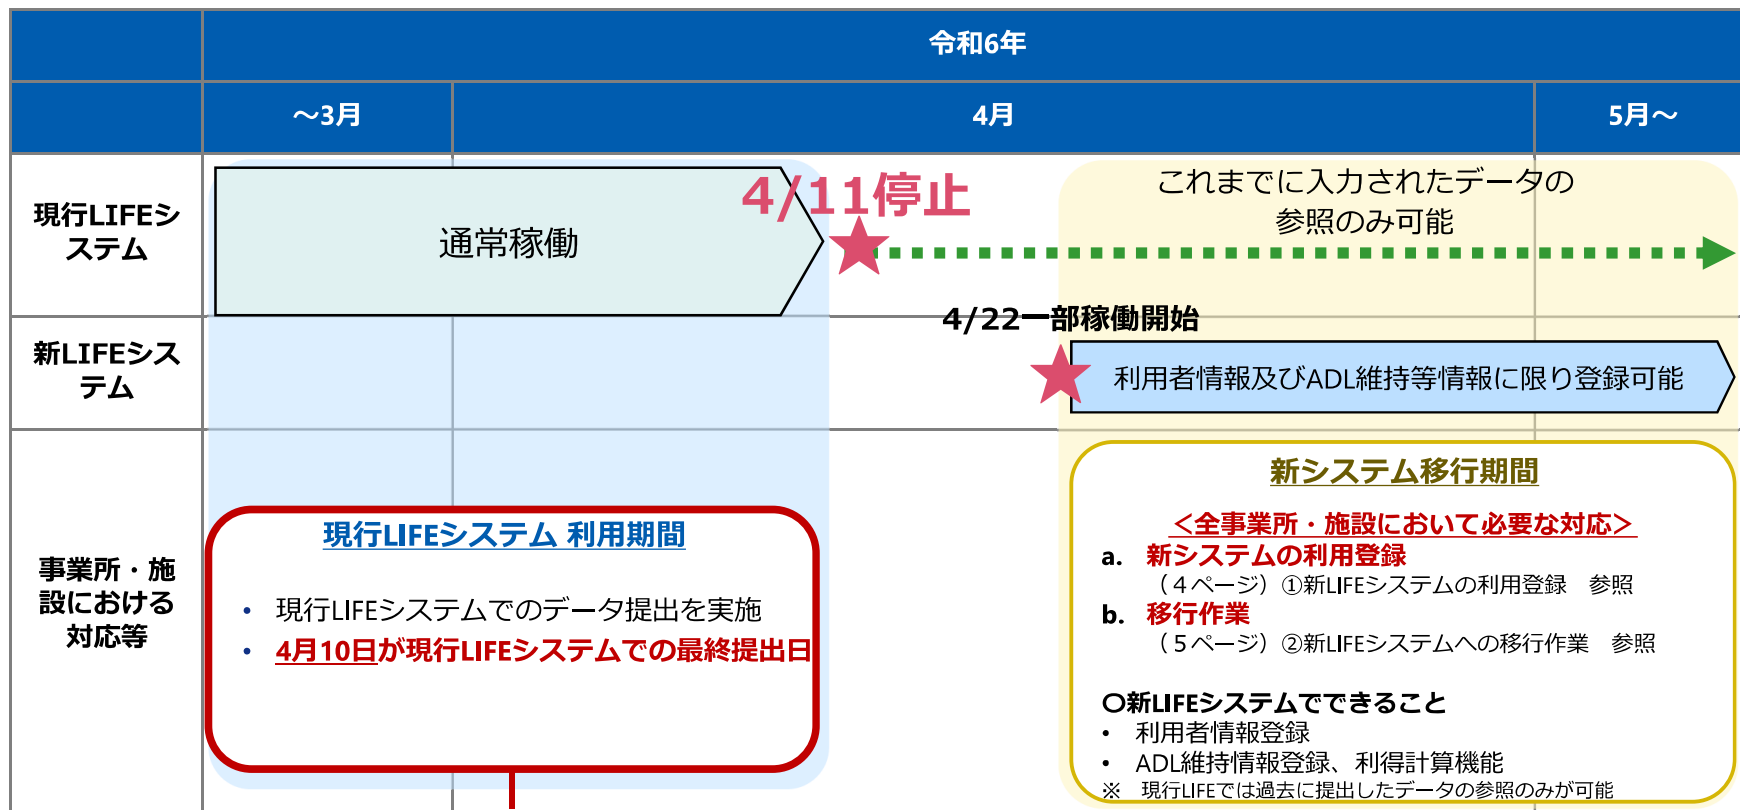 令和6年
～3月
4月
5月～
現行LIFEシ
ステム
通常稼働
4/11停止
これまでに入力されたデータの
参照のみ可能
新LIFEシス
テム
4/22一部稼働開始
利用者情報及びADL維持等情報に限り登録可能
事業所・施
設における
対応等
現行LIFEシステム 利用期間
• 現行LIFEシステムでのデータ提出を実施
• 4月10日が現行LIFEシステムでの最終提出日
新システム移行期間
＜全事業所・施設において必要な対応＞
a. 新システムの利用登録
（４ページ）①新LIFEシステムの利用登録　参照
b. 移行作業
（５ページ）②新LIFEシステムへの移行作業　参照
〇新LIFEシステムでできること
• 利用者情報登録
• ADL維持情報登録、利得計算機能
※　現行LIFEでは過去に提出したデータの参照のみが可能